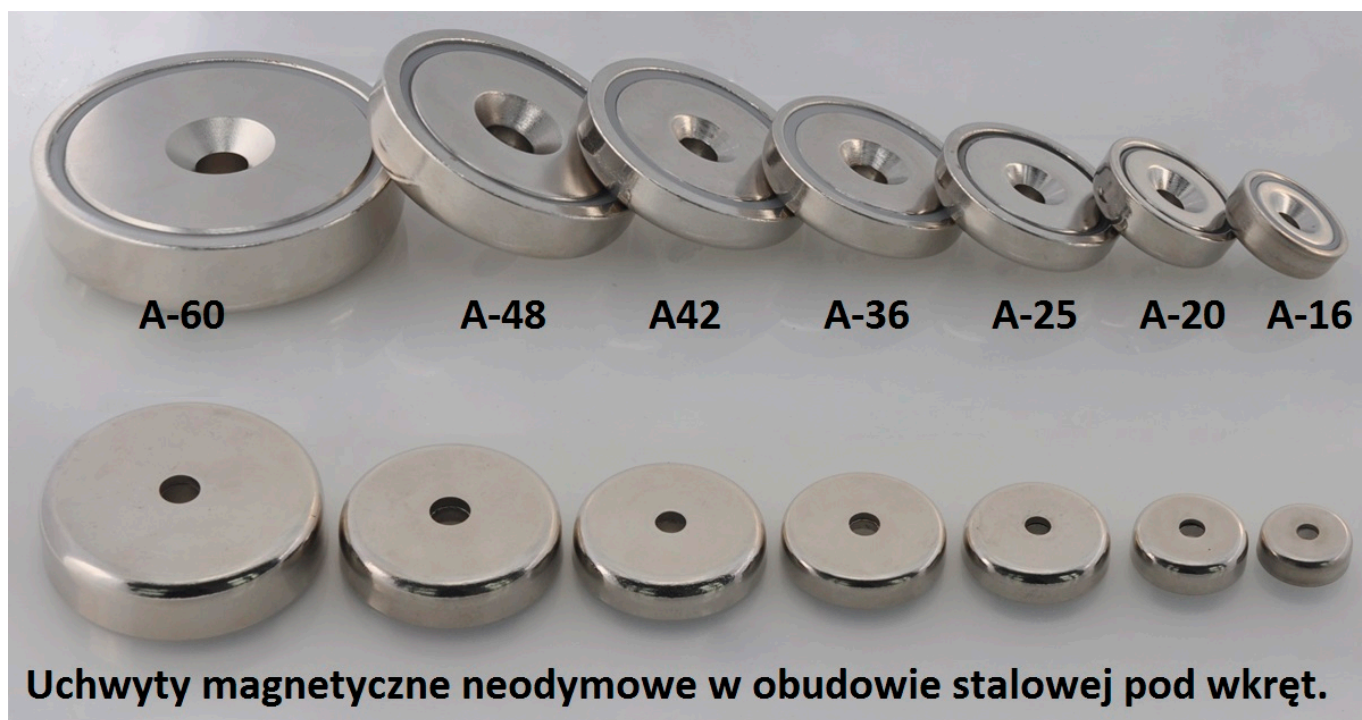 A-60 A-48 A42 A-36 A-25 A-20 A-16
Uchwyty magnetyczne neodymowe w obudowie stalowej pod wkręt.